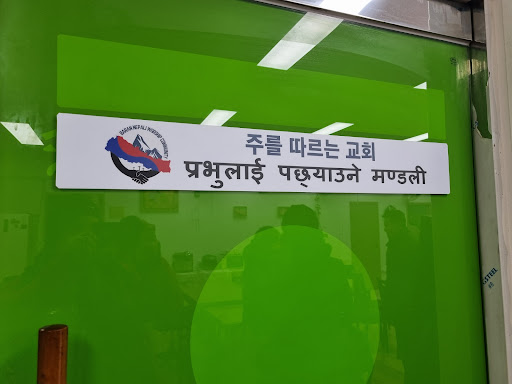 주를 따르는 교회
प्रभुलाई पछ्याउने मण्डली